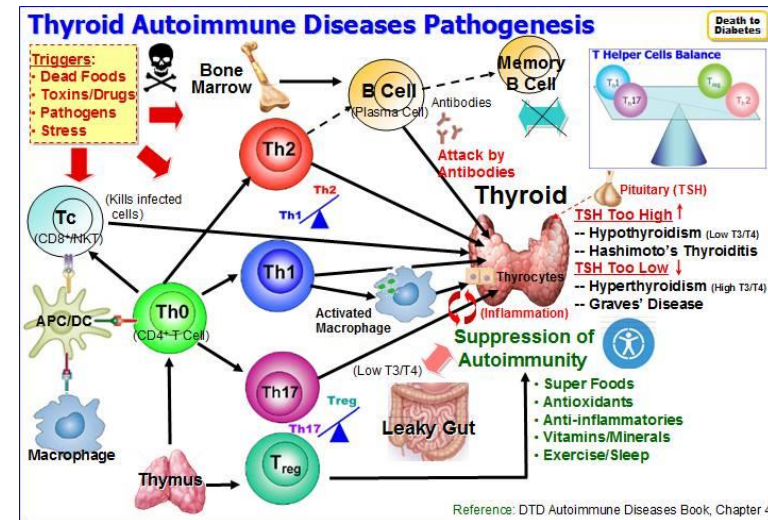 Thyroid Autoimmune Diseases Pathogenesis
Death to
Diabetes
Triggers:
• Dead Foods
• Toxins/Drugs
• Pathogens
• Stress
Bone
Marrow
B Cell
(Plasma Cell)
Memory
B Cell
T Helper Cells Balance
Th1
Th17
Treg
Th2
Antibodies
Attack by
Antibodies
Th2
Th2
Th1
Thyroid
Pituitary (TSH)
TSH Too High ↑
-- Hypothyroidism (Low T3/T4)
-- Hashimoto's Thyroiditis
TSH Too Low ↓
-- Hyperthyroidism (High T3/T4)
-- Graves' Disease
Tc
(CD8+/NKT)
(Kills infected
cells)
Th1
Thyrocytes
Activated
Macrophage
(Inflammation)
APC/DC
Th0
(CD4+ T Cell)
Suppression of
Autoimmunity
Th17
(Low T3/T4)
Treg
Th17
Leaky Gut
• Super Foods
• Antioxidants
• Anti-inflammatories
• Vitamins/Minerals
• Exercise/Sleep
Macrophage
Thymus
Treg
Reference: DTD Autoimmune Diseases Book, Chapter 4